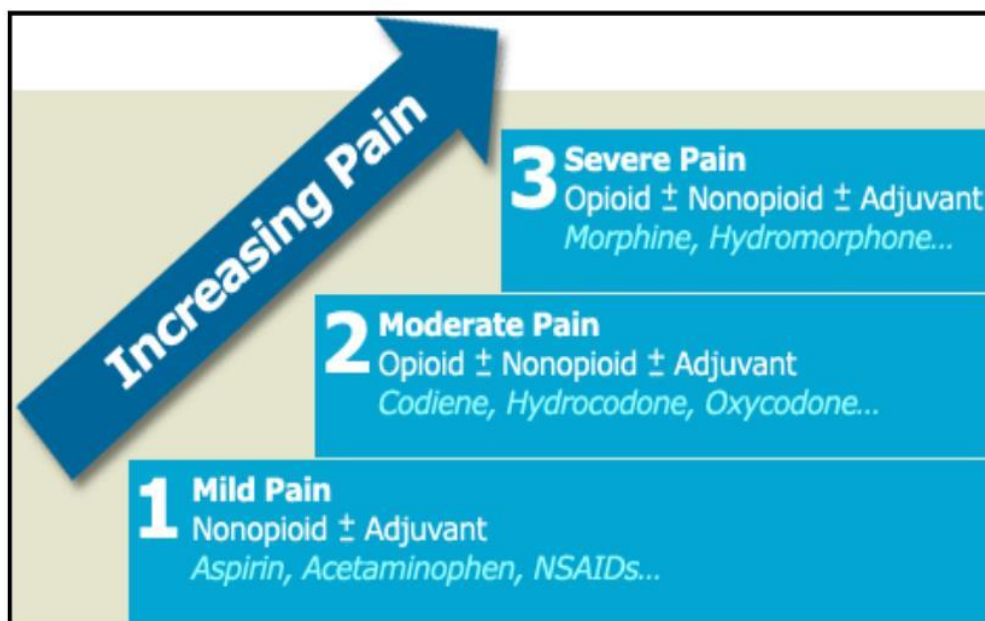 Increasing Pain
3 Severe Pain
Opioid ± Nonopioid ± Adjuvant
Morphine, Hydromorphone...
2 Moderate Pain
Opioid ± Nonopioid ± Adjuvant
Codiene, Hydrocodone, Oxycodone...
1 Mild Pain
Nonopioid ± Adjuvant
Aspirin, Acetaminophen, NSAIDs...